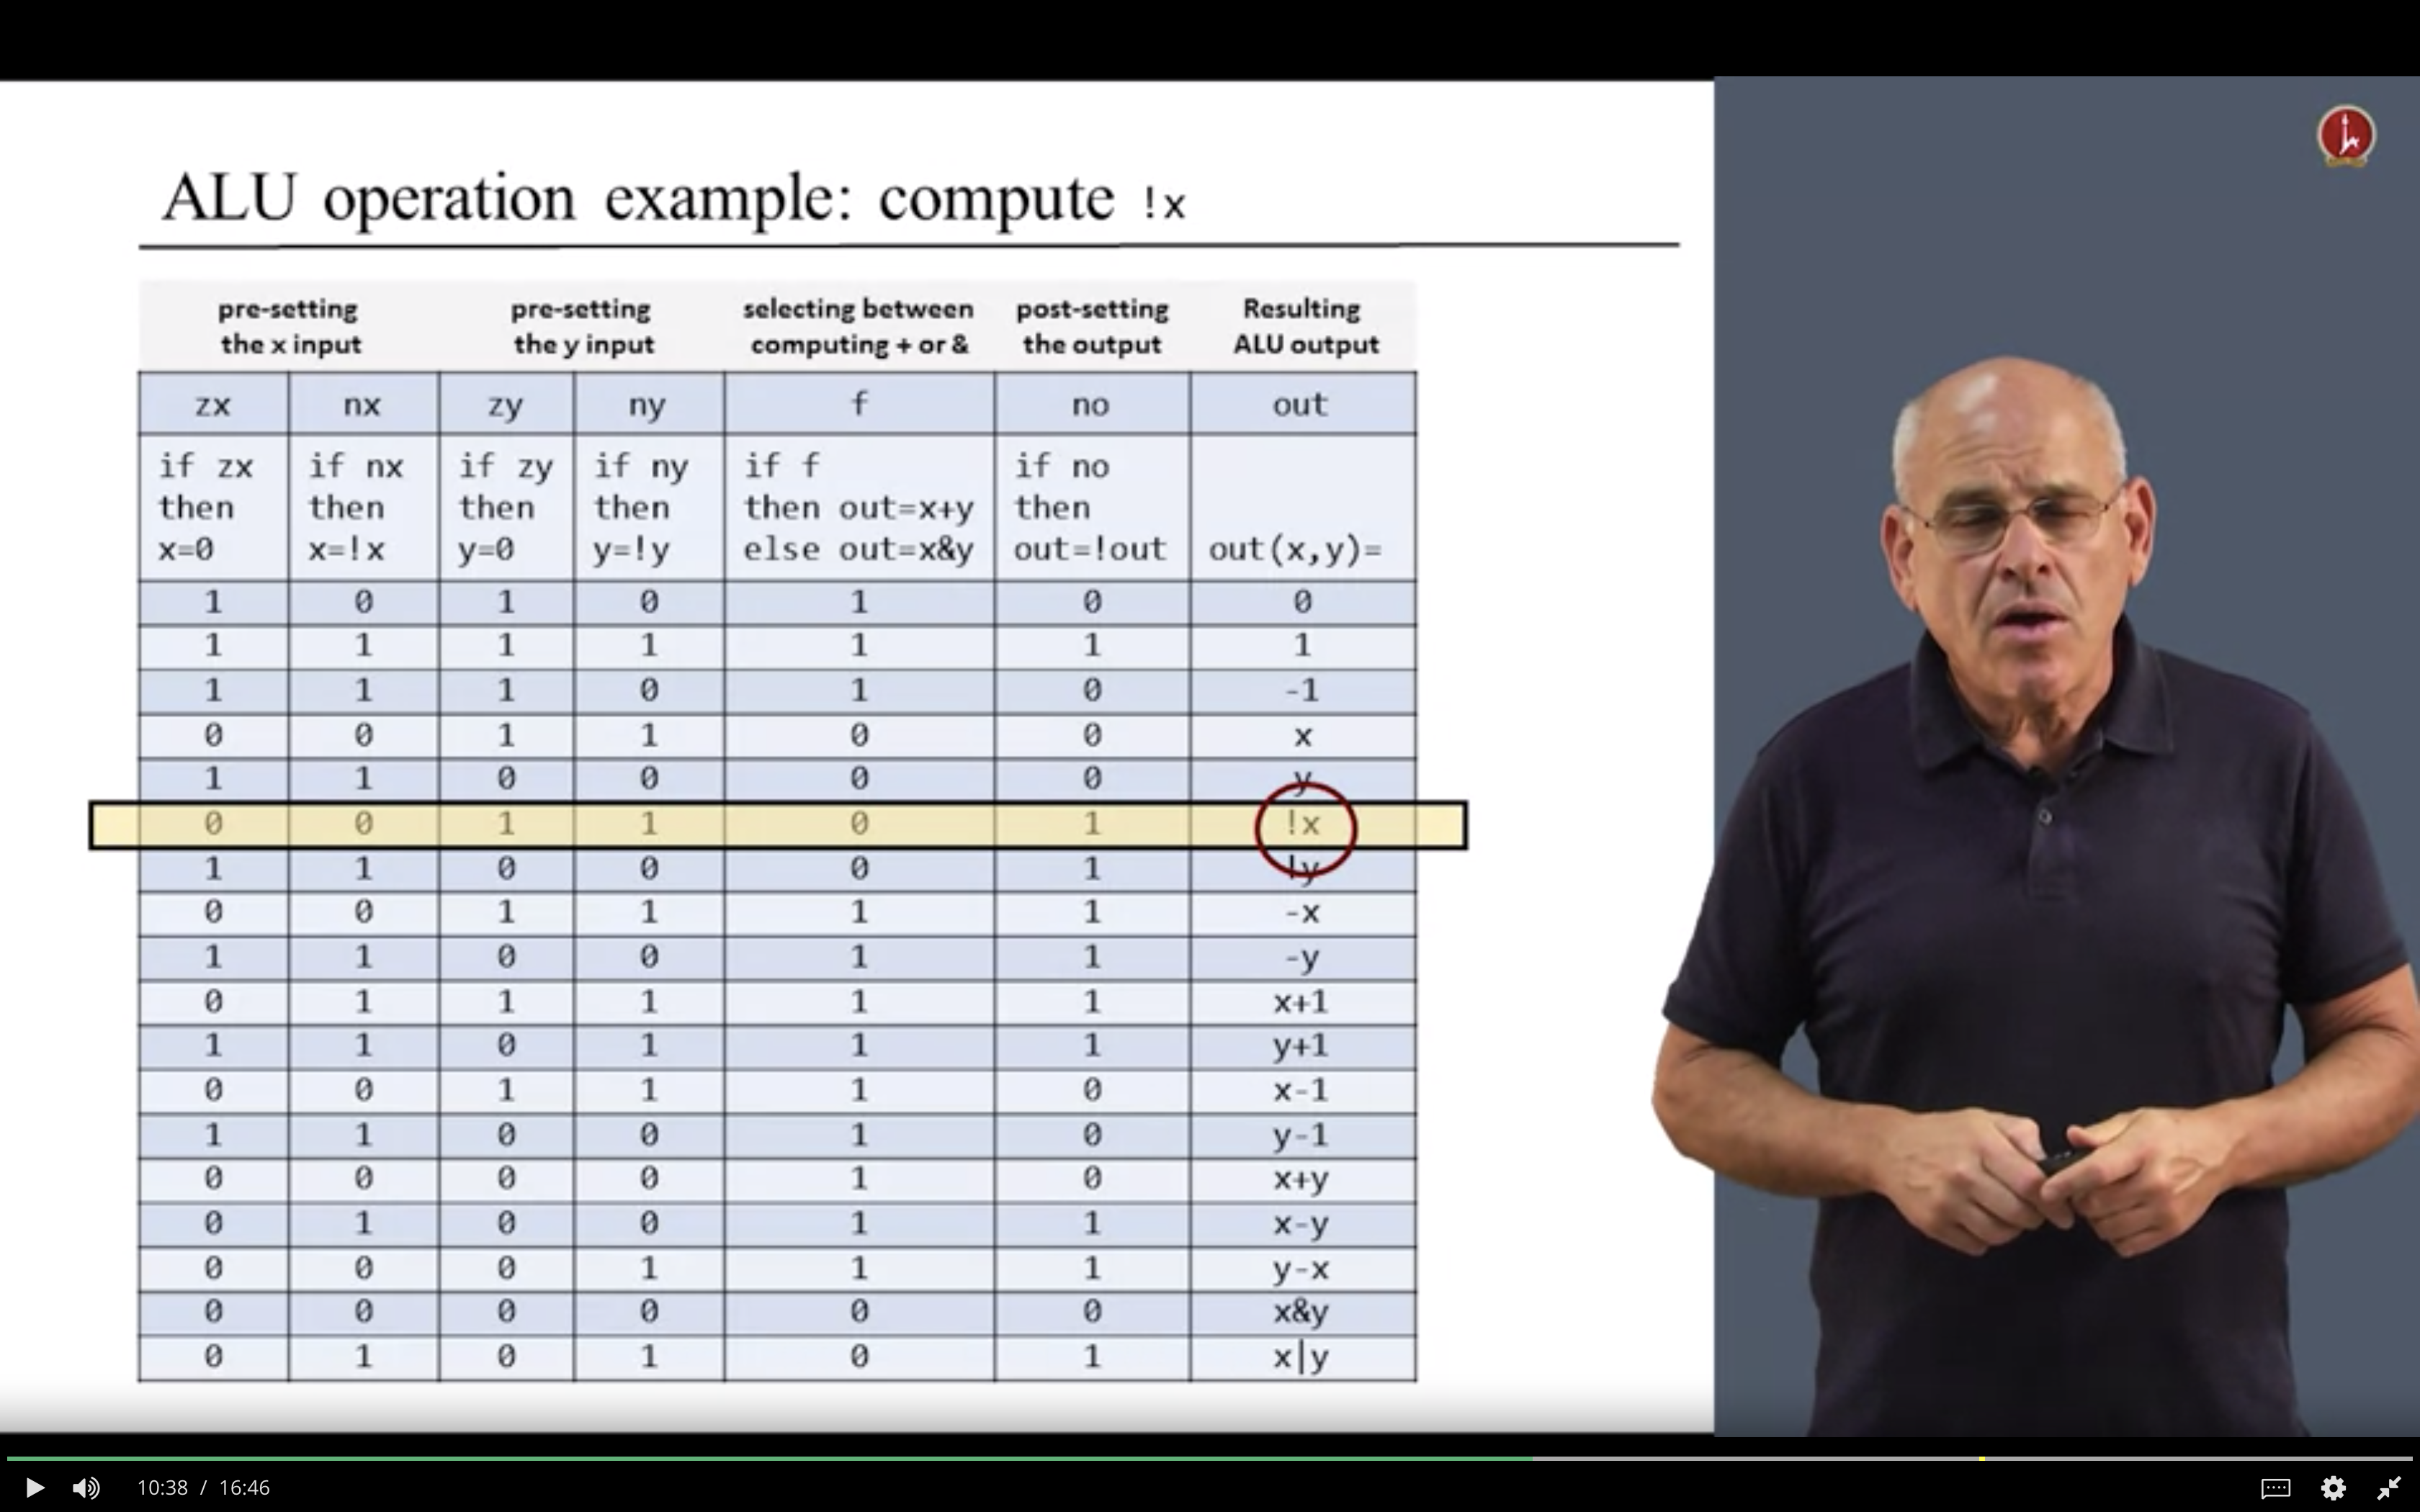 ALU operation example: compute !x
pre-setting the x input pre-setting the y input selecting between computing + or & post-setting the output Resulting ALU output
zx nx zy ny f no out
if zx then x=0 if nx then x=!x if zy then y=0 if ny then y=!y if f then out=x+y else out=x&y if no then out=!out out(x,y)=
1 0 1 0 1 0 0
1 1 1 1 1 1 1
1 1 1 0 1 0 -1
0 0 1 1 0 0 x
1 1 0 0 0 0 y
0 0 1 1 0 1 !x
1 1 0 0 0 1 !y
0 0 1 1 1 1 -x
1 1 0 0 1 1 -y
0 1 1 1 1 1 x+1
1 1 0 1 1 1 y+1
0 0 1 1 1 0 x-1
1 1 0 0 1 0 y-1
0 0 0 0 1 0 x+y
0 1 0 0 1 1 x-y
0 0 0 1 1 1 y-x
0 0 0 0 0 0 x&y
0 1 0 1 0 1 x|y
10:38 / 16:46